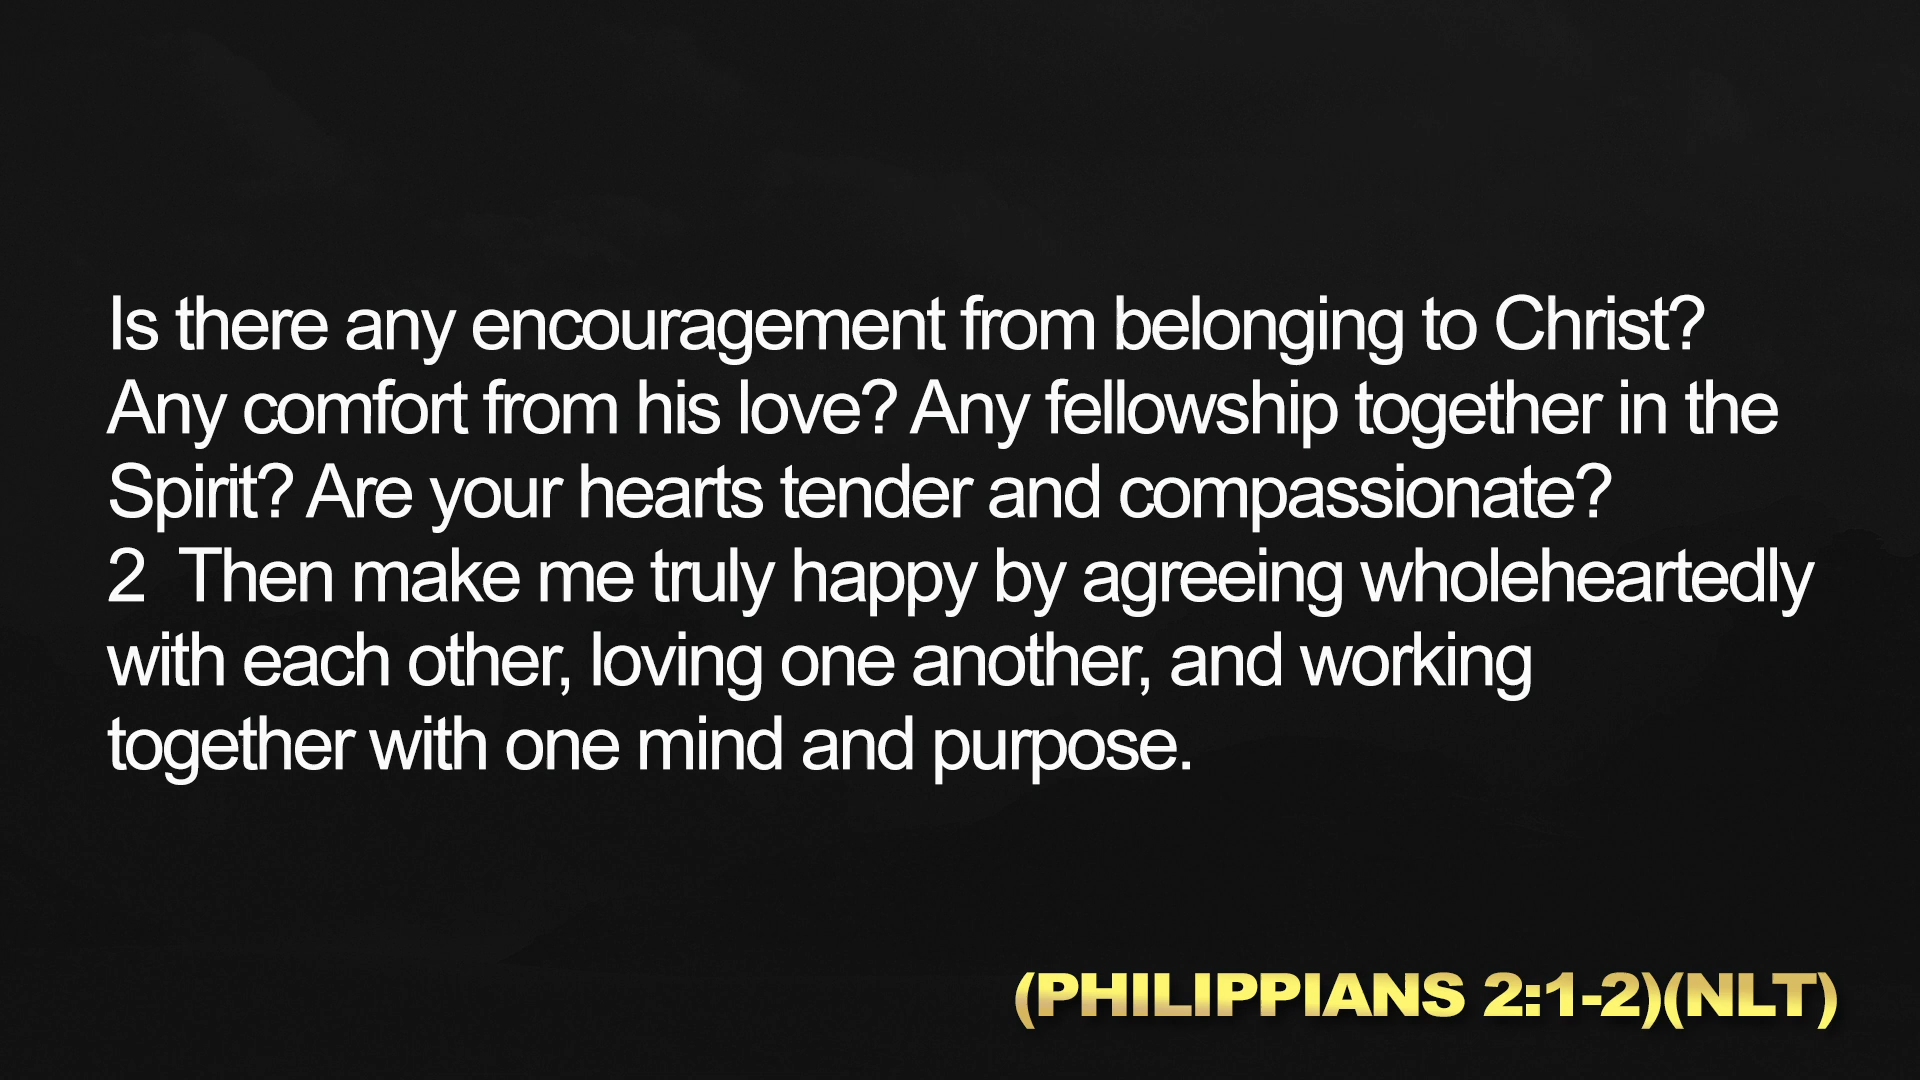 Is there any encouragement from belonging to Christ?
Any comfort from his love? Any fellowship together in the
Spirit? Are your hearts tender and compassionate?
2  Then make me truly happy by agreeing wholeheartedly
with each other, loving one another, and working
together with one mind and purpose.
(PHILIPPIANS 2:1-2)(NLT)